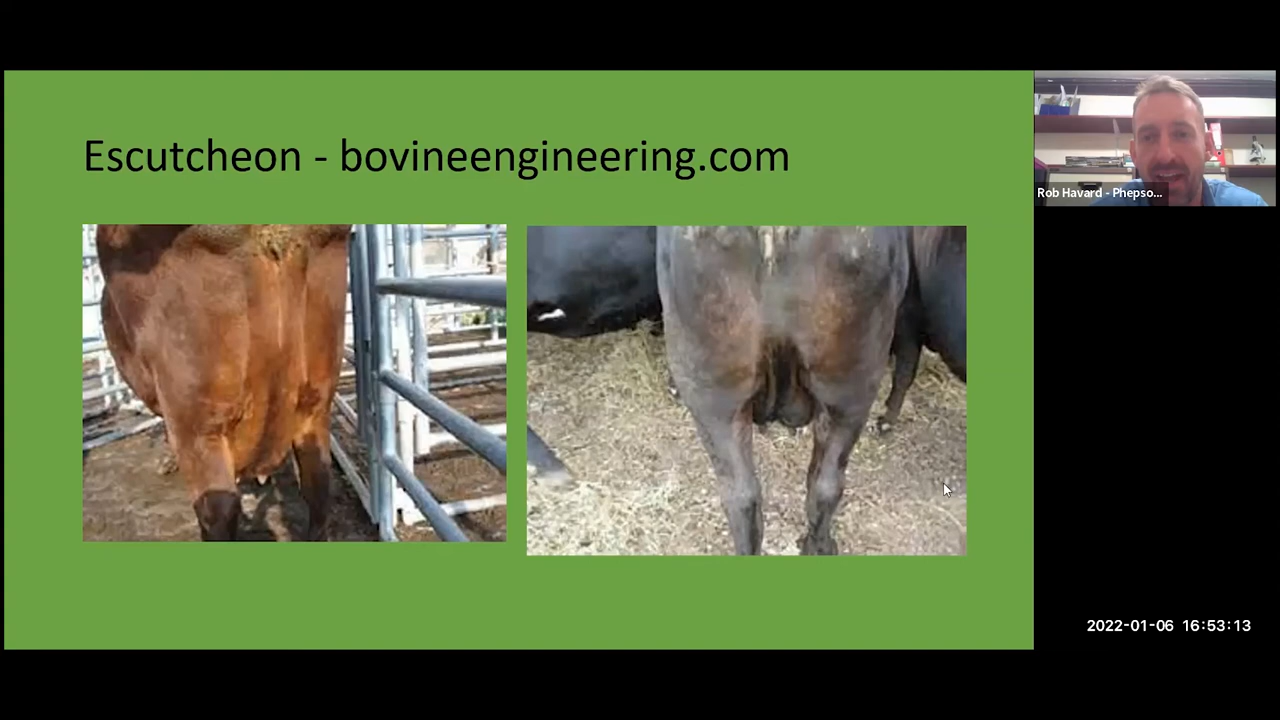 Escutcheon - bovineengineering.com
Rob Havard - Phepso...
2022-01-06 16:53:13